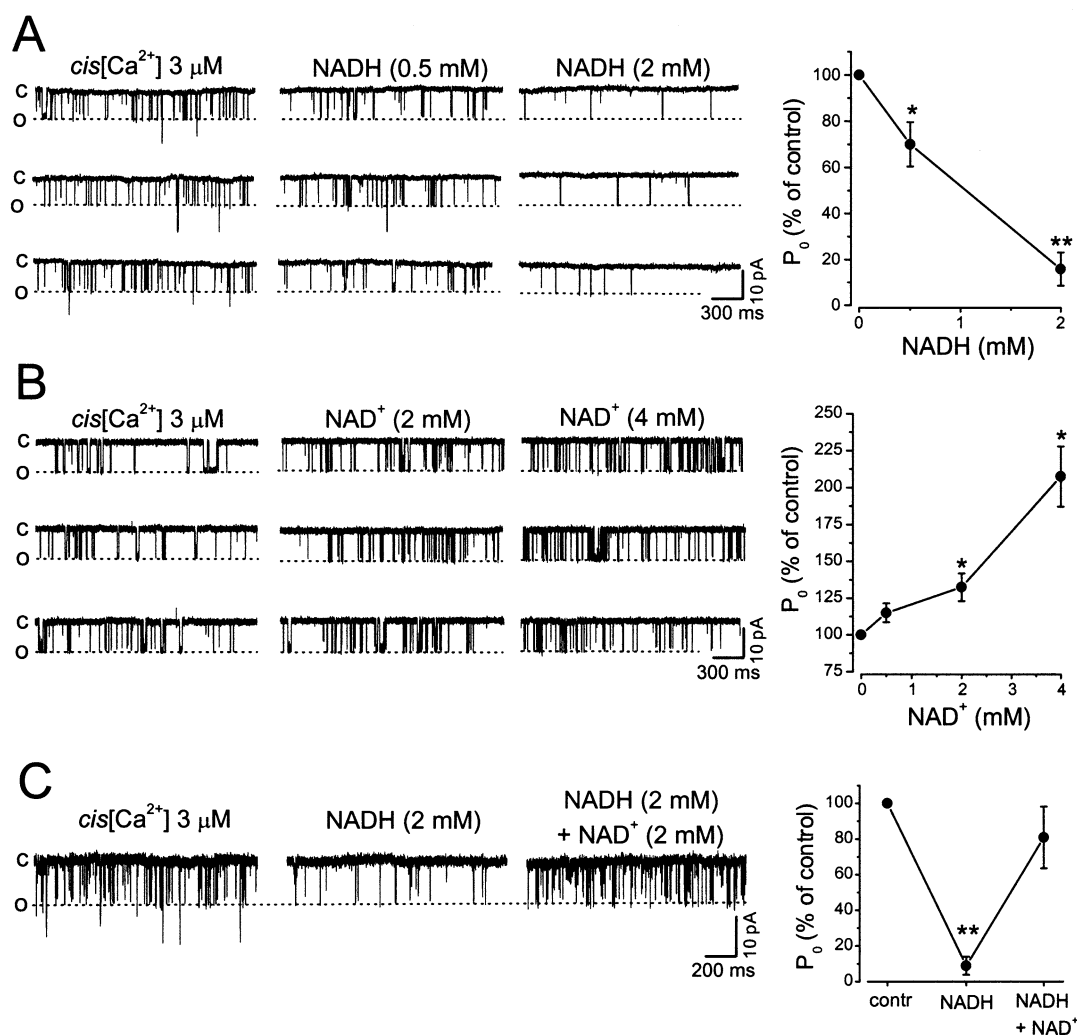 A
cis[Ca²⁺] 3 μM NADH (0.5 mM) NADH (2 mM)
c
o
c
o
c
o
10 pA
300 ms
P₀ (% of control)
100
80
60
40
20
0
*
**
0 1 2
NADH (mM)
B
cis[Ca²⁺] 3 μM NAD⁺ (2 mM) NAD⁺ (4 mM)
c
o
c
o
c
o
10 pA
300 ms
P₀ (% of control)
250
225
200
175
150
125
100
75
*
*
0 1 2 3 4
NAD⁺ (mM)
C
cis[Ca²⁺] 3 μM NADH (2 mM) NADH (2 mM)
+ NAD⁺ (2 mM)
c
o
10 pA
200 ms
P₀ (% of control)
100
80
60
40
20
0
**
contr NADH NADH
+ NAD⁺